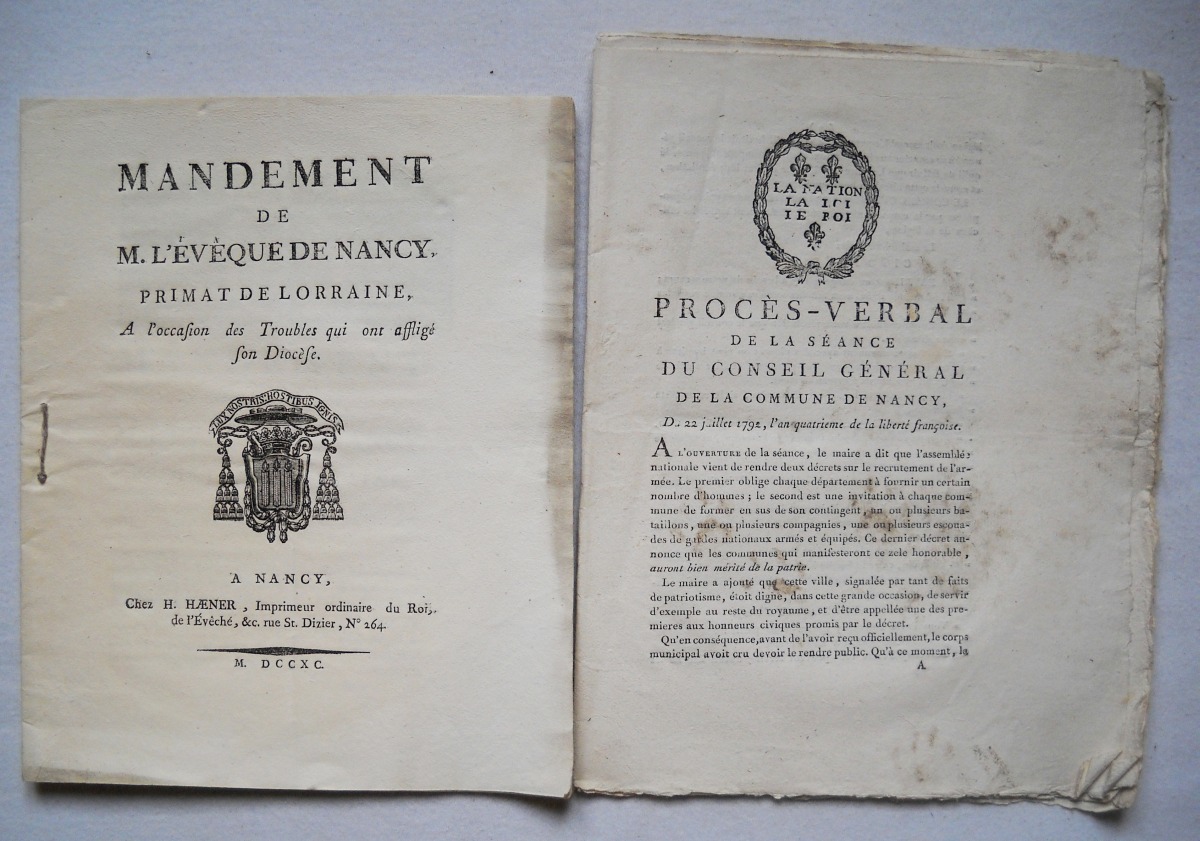 MANDEMENT
DE
M. L'ÉVÊQUE DE NANCY,
PRIMAT DE LORRAINE,
A l'occaſion des Troubles qui ont affligé
ſon Diocèſe.
NOSTRIS HOSTIBUS IGNIS
A NANCY,
Chez H. HÆNER, Imprimeur ordinaire du Roi,
de l'Évêché, &c. rue St. Dizier, N° 264.
M. DCCXC.
LA NATION
LA LOI
LE ROI
PROCÈS-VERBAL
DE LA SÉANCE
DU CONSEIL GÉNÉRAL
DE LA COMMUNE DE NANCY,
Du 22 juillet 1792, l'an quatrieme de la liberté françoise.
A L'OUVERTURE de la séance, le maire a dit que l'assemblée
nationale vient de rendre deux décrets sur le recrutement de l'ar-
mée. Le premier oblige chaque département à fournir un certain
nombre d'hommes; le second est une invitation à chaque com-
mune de former en sus de son contingent, un ou plusieurs ba-
taillons, une ou plusieurs compagnies, une ou plusieurs escoua-
des de gardes nationaux armés et équipés. Ce dernier décret an-
nonce que les communes qui manifesteront ce zele honorable,
auront bien mérité de la patrie.
Le maire a ajouté que cette ville, signalée par tant de faits
de patriotisme, étoit digne, dans cette grande occasion, de servir
d'exemple au reste du royaume, et d'être appellée une des pre-
mieres aux honneurs civiques promis par le décret.
Qu'en conséquence, avant de l'avoir reçu officiellement, le corps
municipal avoit cru devoir le rendre public. Qu'à ce moment, la
A